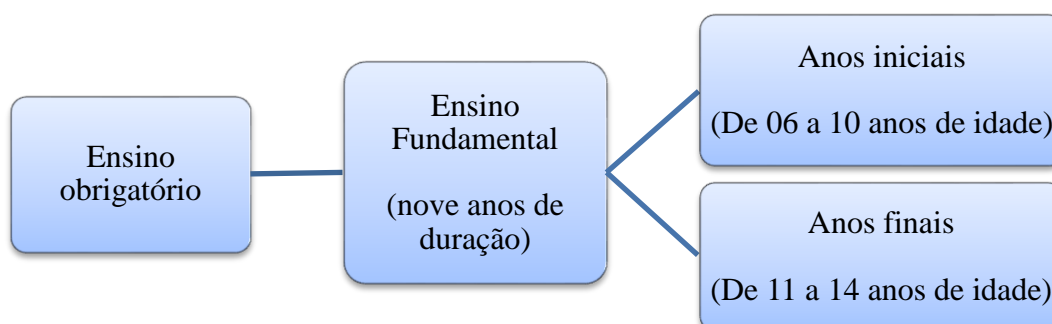 Ensino
obrigatório
Ensino
Fundamental
(nove anos de
duração)
Anos iniciais
(De 06 a 10 anos de idade)
Anos finais
(De 11 a 14 anos de idade)